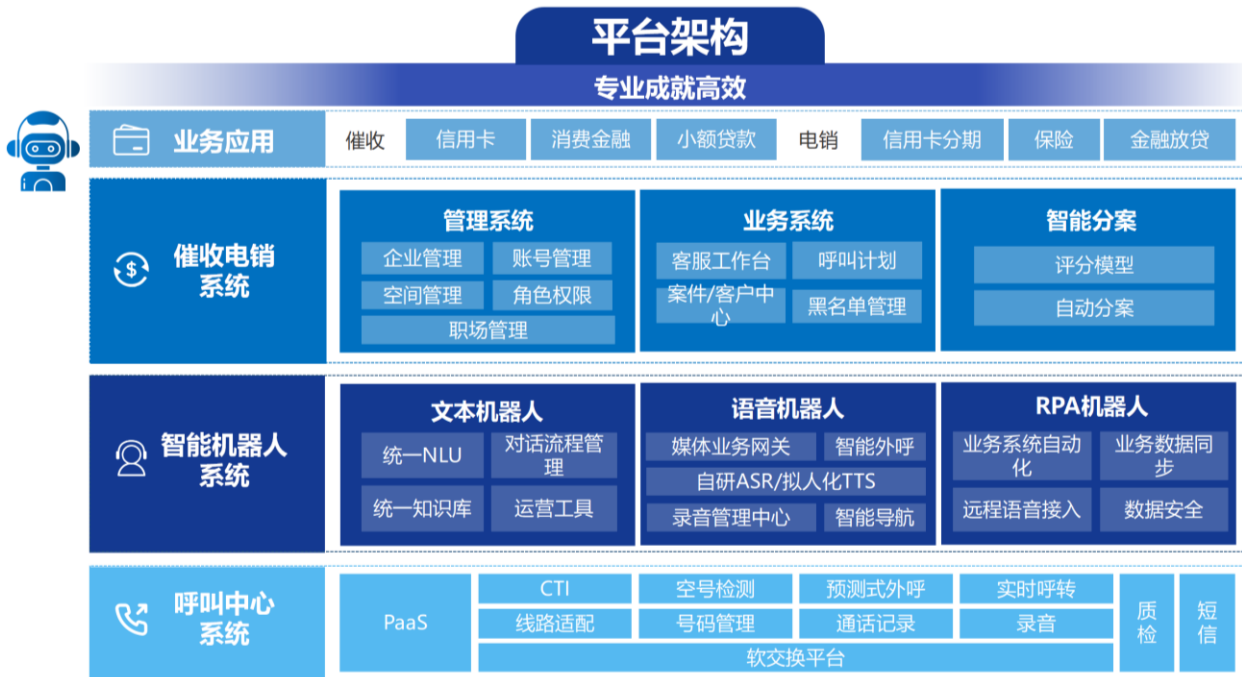 平台架构
专业成就高效
业务应用
催收
信用卡
消费金融
小额贷款
电销
信用卡分期
保险
金融放贷
催收电销
系统
管理系统
企业管理
账号管理
空间管理
角色权限
职场管理
业务系统
客服工作台
呼叫计划
案件/客户中
心
黑名单管理
智能分案
评分模型
自动分案
智能机器人
系统
文本机器人
统一NLU
对话流程管
理
统一知识库
运营工具
语音机器人
媒体业务网关
智能外呼
自研ASR/拟人化TTS
录音管理中心
智能导航
RPA机器人
业务系统自动
化
业务数据同
步
远程语音接入
数据安全
呼叫中心
系统
PaaS
CTI
空号检测
预测式外呼
实时呼转
线路适配
号码管理
通话记录
录音
软交换平台
质
检
短
信